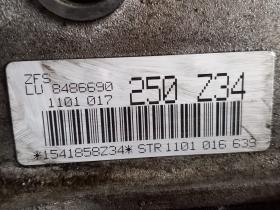 ZFS
LU 8486690
1101 017 250 Z34
*1541858Z34* STR 1101 016 639